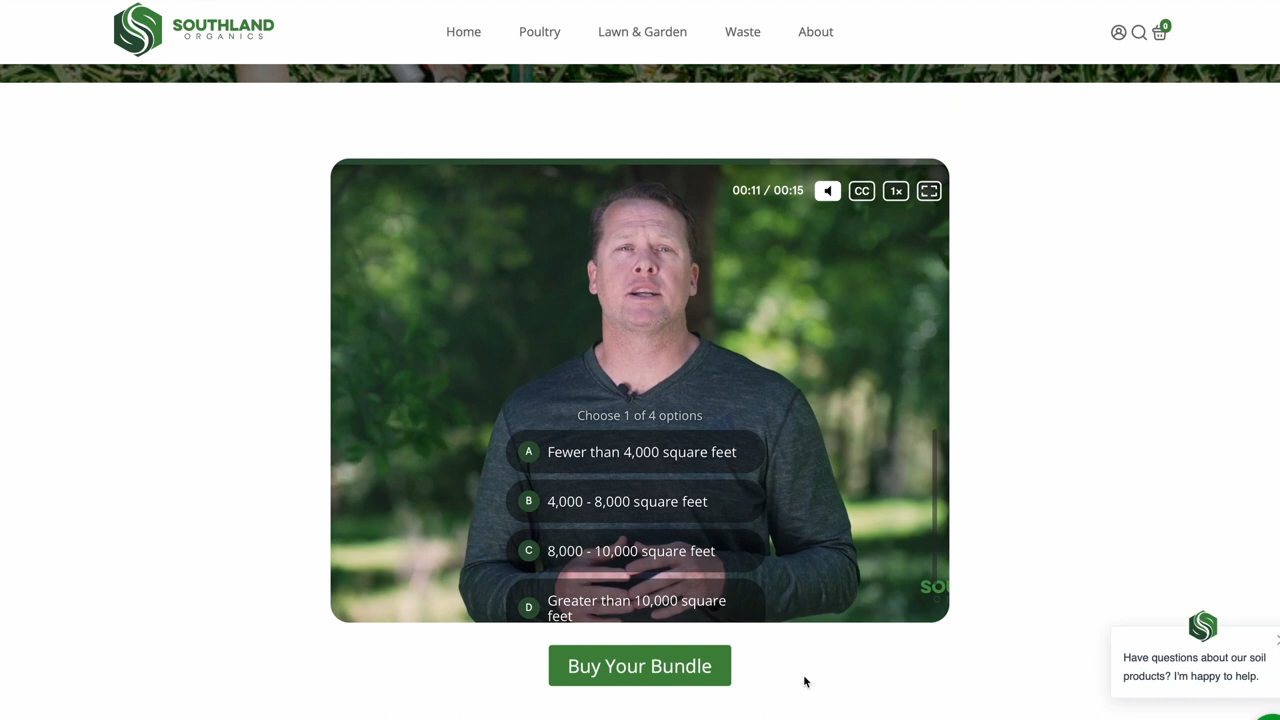 SOUTHLAND
ORGANICS
Home Poultry Lawn & Garden Waste About
0
00:11 / 00:15 CC 1×
Choose 1 of 4 options
A Fewer than 4,000 square feet
B 4,000 - 8,000 square feet
C 8,000 - 10,000 square feet
D Greater than 10,000 square
feet
SOU
Buy Your Bundle
Have questions about our soil
products? I'm happy to help.